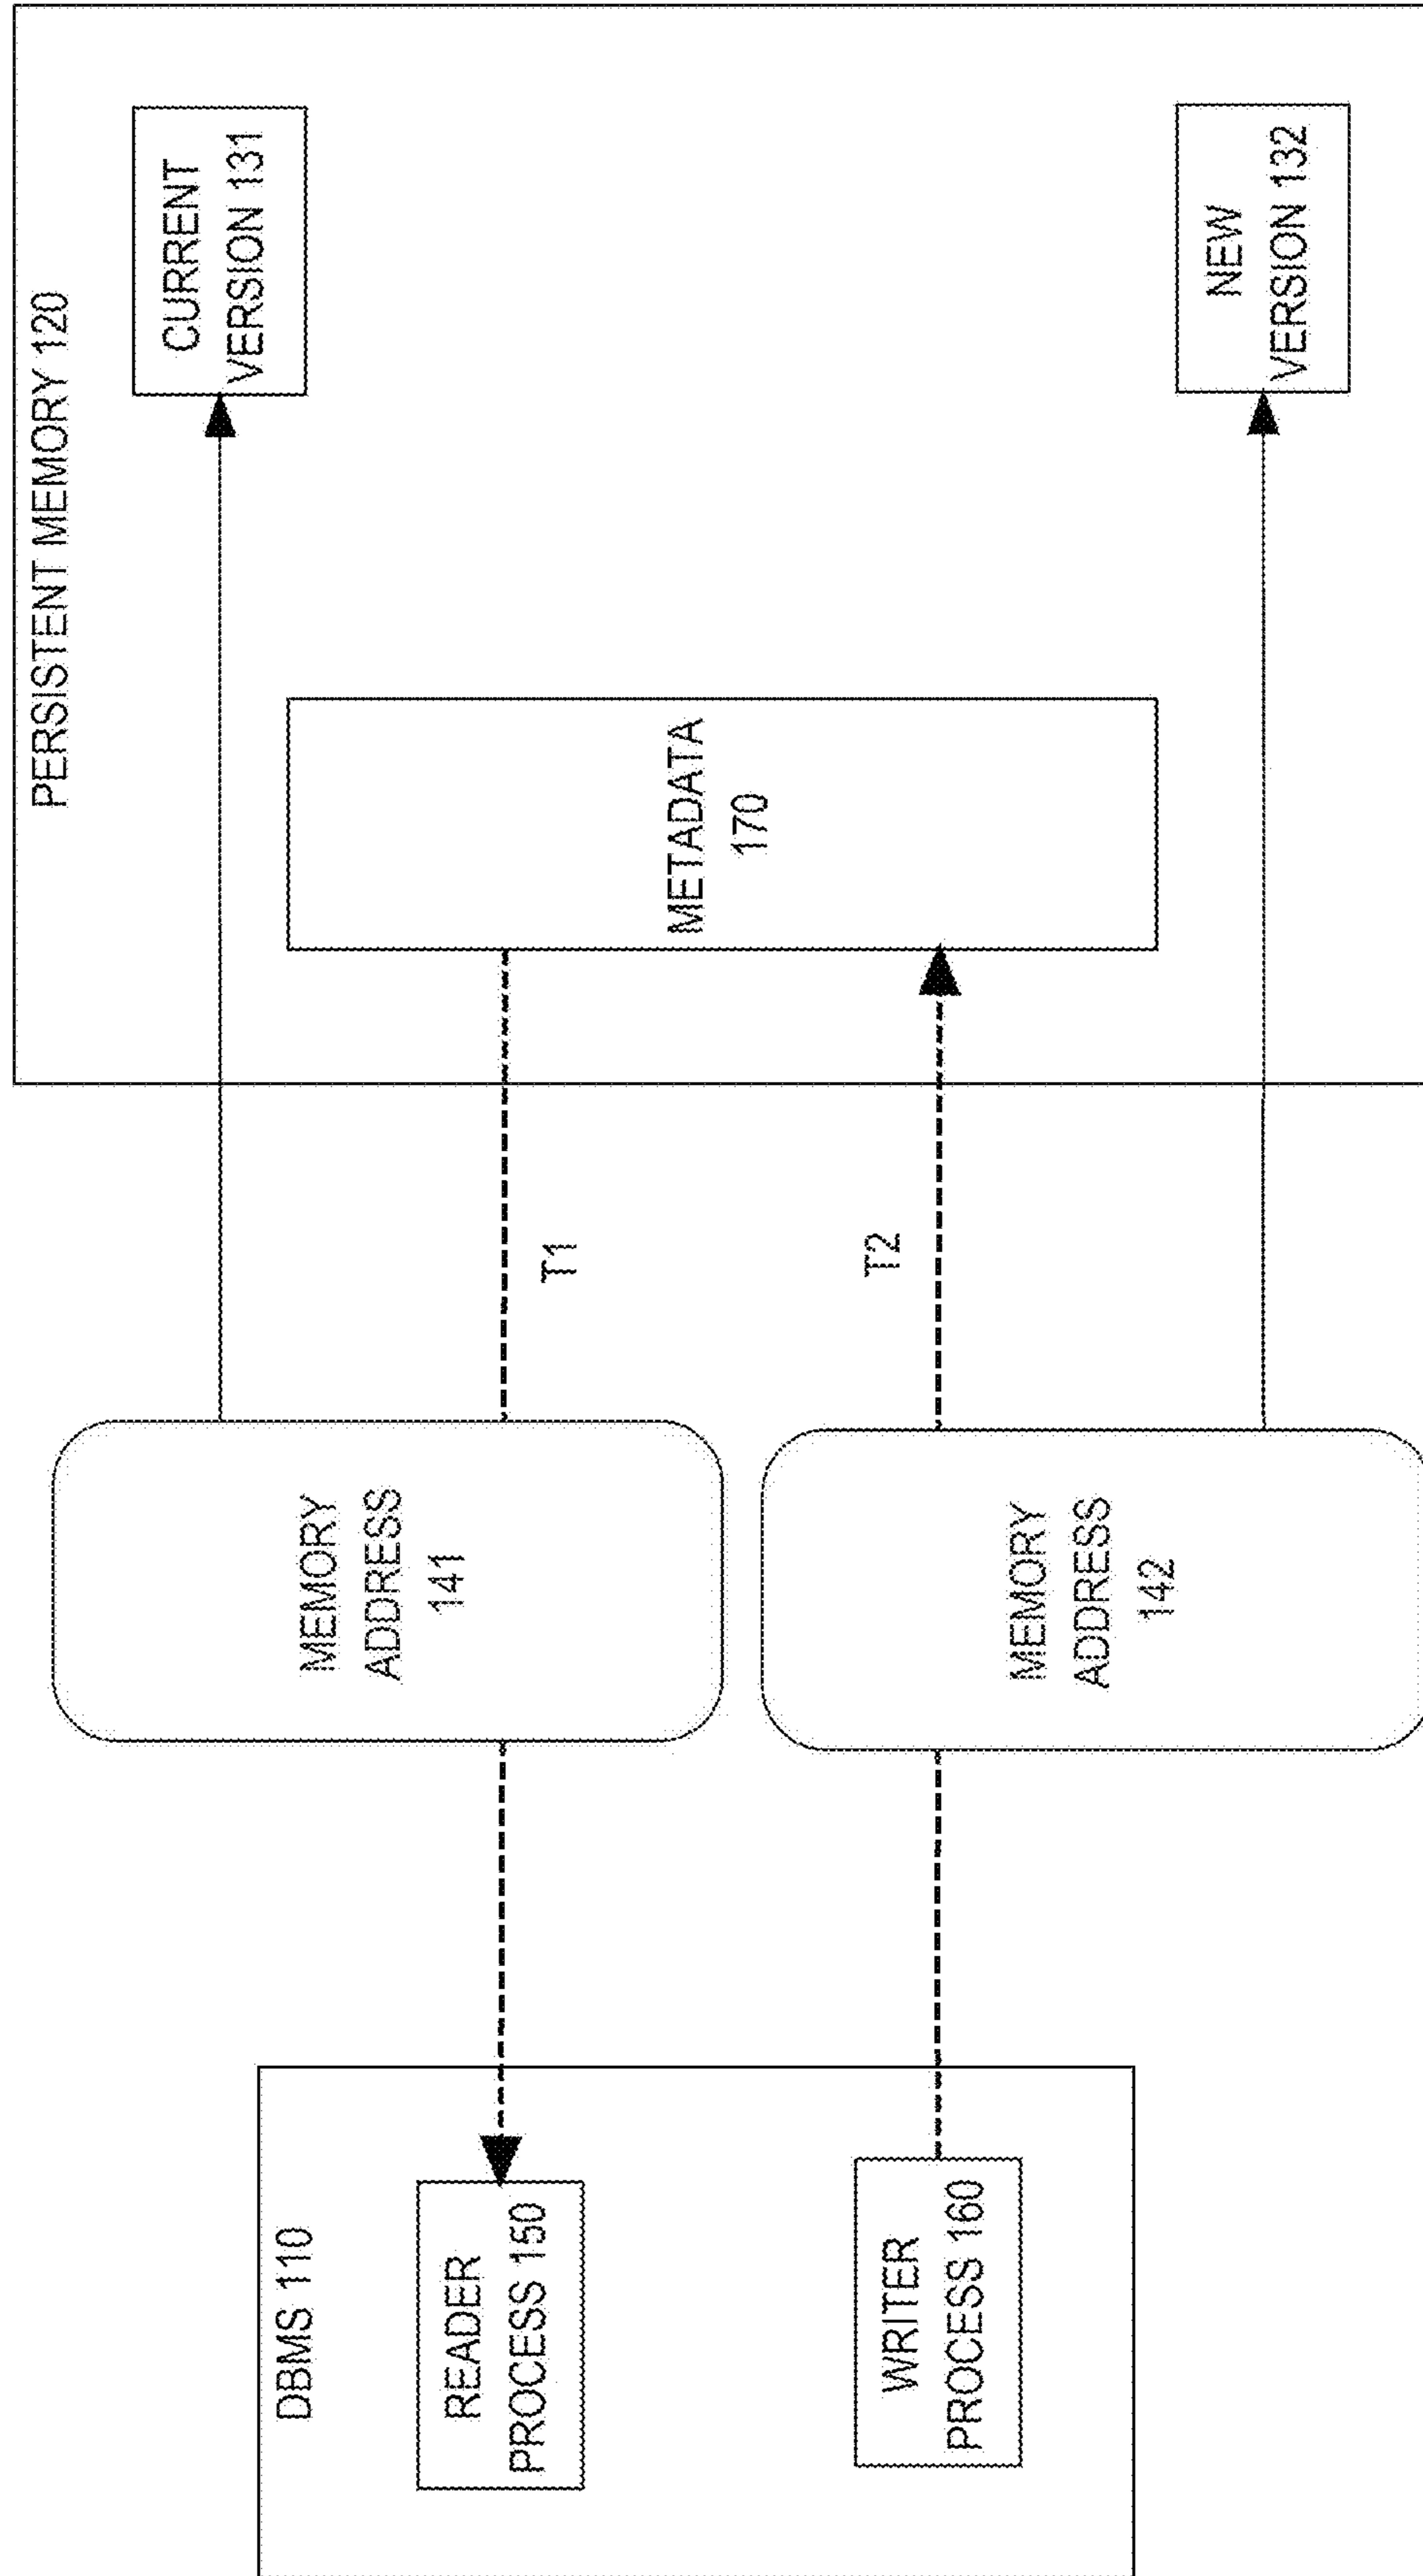 DBMS 110
READER
PROCESS 150
WRITER
PROCESS 160
MEMORY
ADDRESS
141
MEMORY
ADDRESS
142
T1
T2
PERSISTENT MEMORY 120
METADATA
170
CURRENT
VERSION 131
NEW
VERSION 132